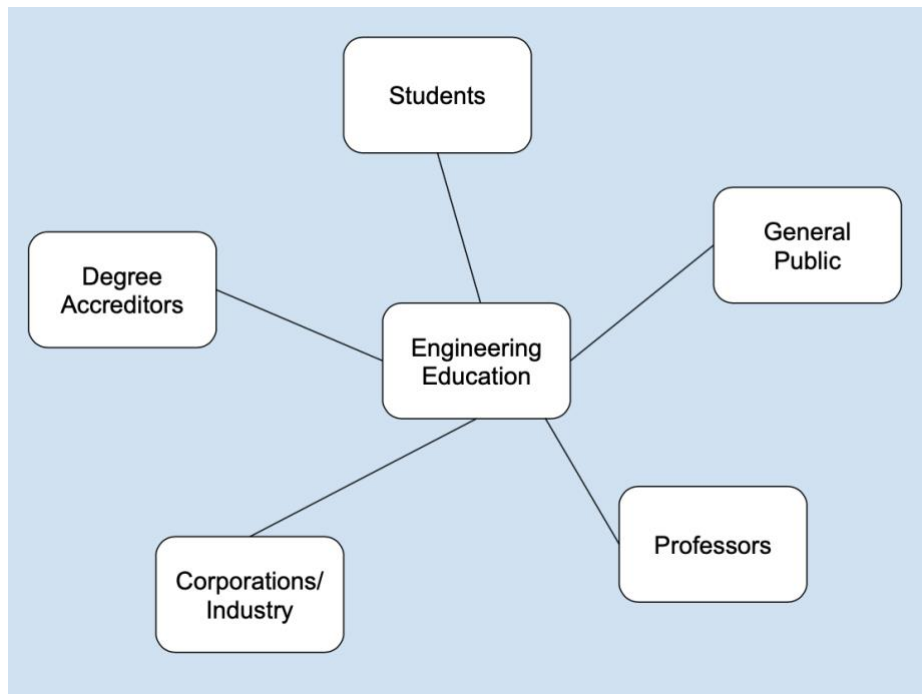 Students
General
Public
Degree
Accreditors
Engineering
Education
Professors
Corporations/
Industry